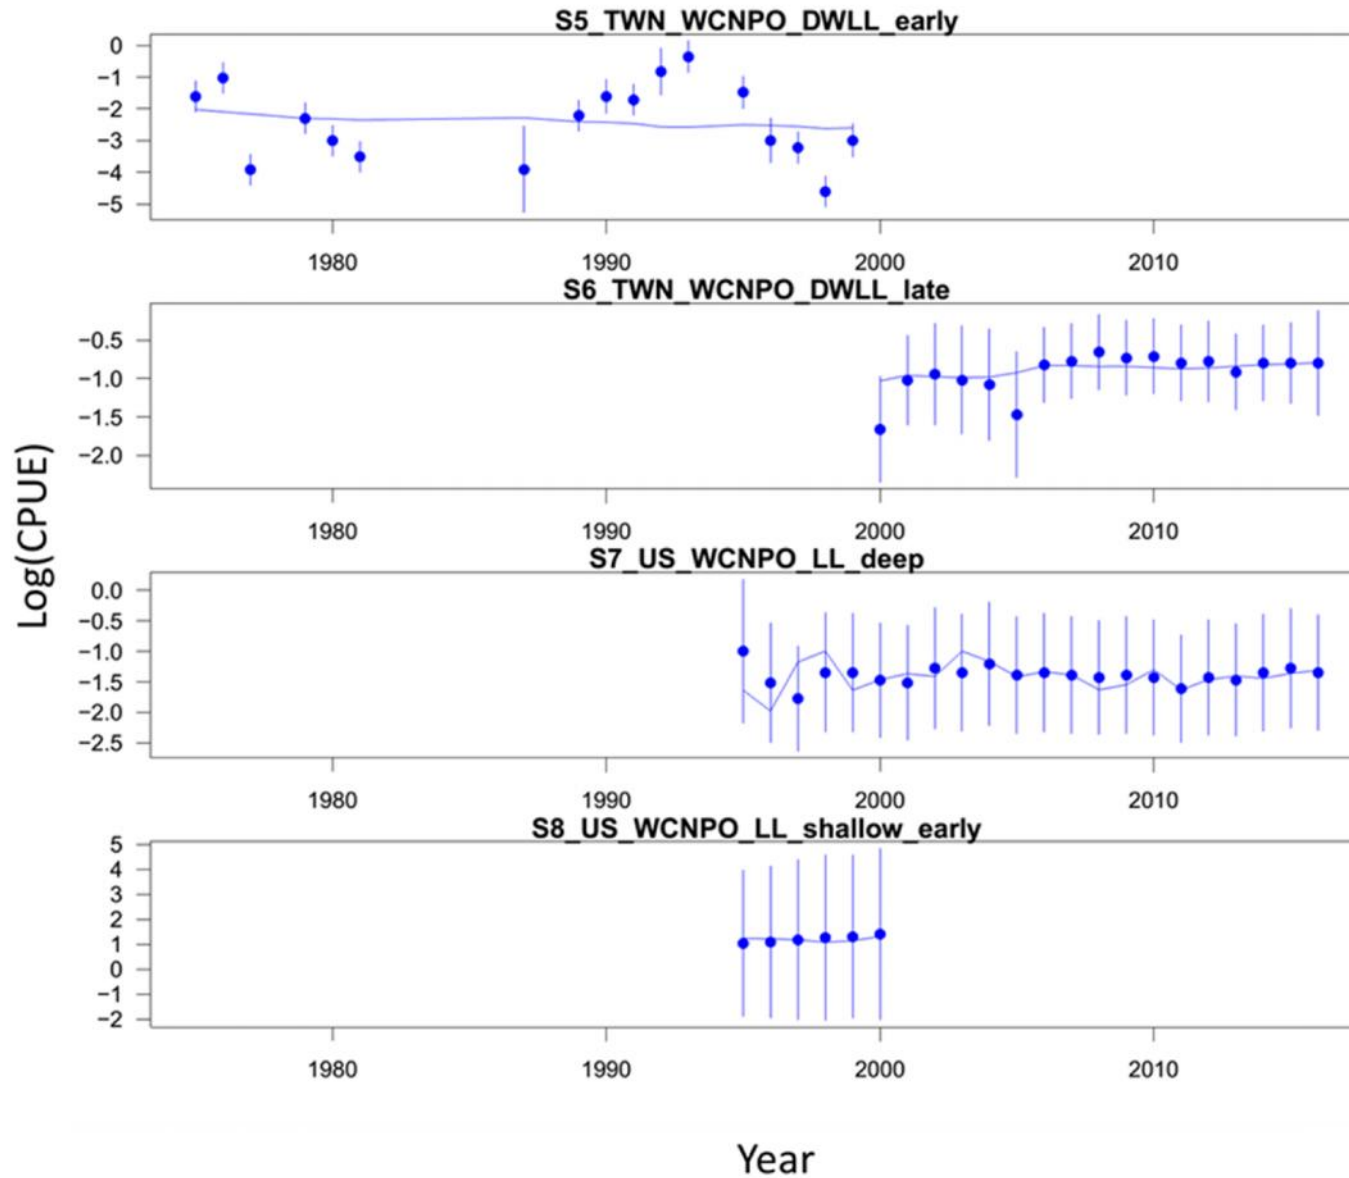 S5_TWN_WCNPO_DWLL_early
0
−1
−2
−3
−4
−5
1980 1990 2000 2010
S6_TWN_WCNPO_DWLL_late
−0.5
−1.0
−1.5
−2.0
1980 1990 2000 2010
S7_US_WCNPO_LL_deep
0.0
−0.5
−1.0
−1.5
−2.0
−2.5
1980 1990 2000 2010
S8_US_WCNPO_LL_shallow_early
5
4
3
2
1
0
−1
−2
1980 1990 2000 2010
Log(CPUE)
Year